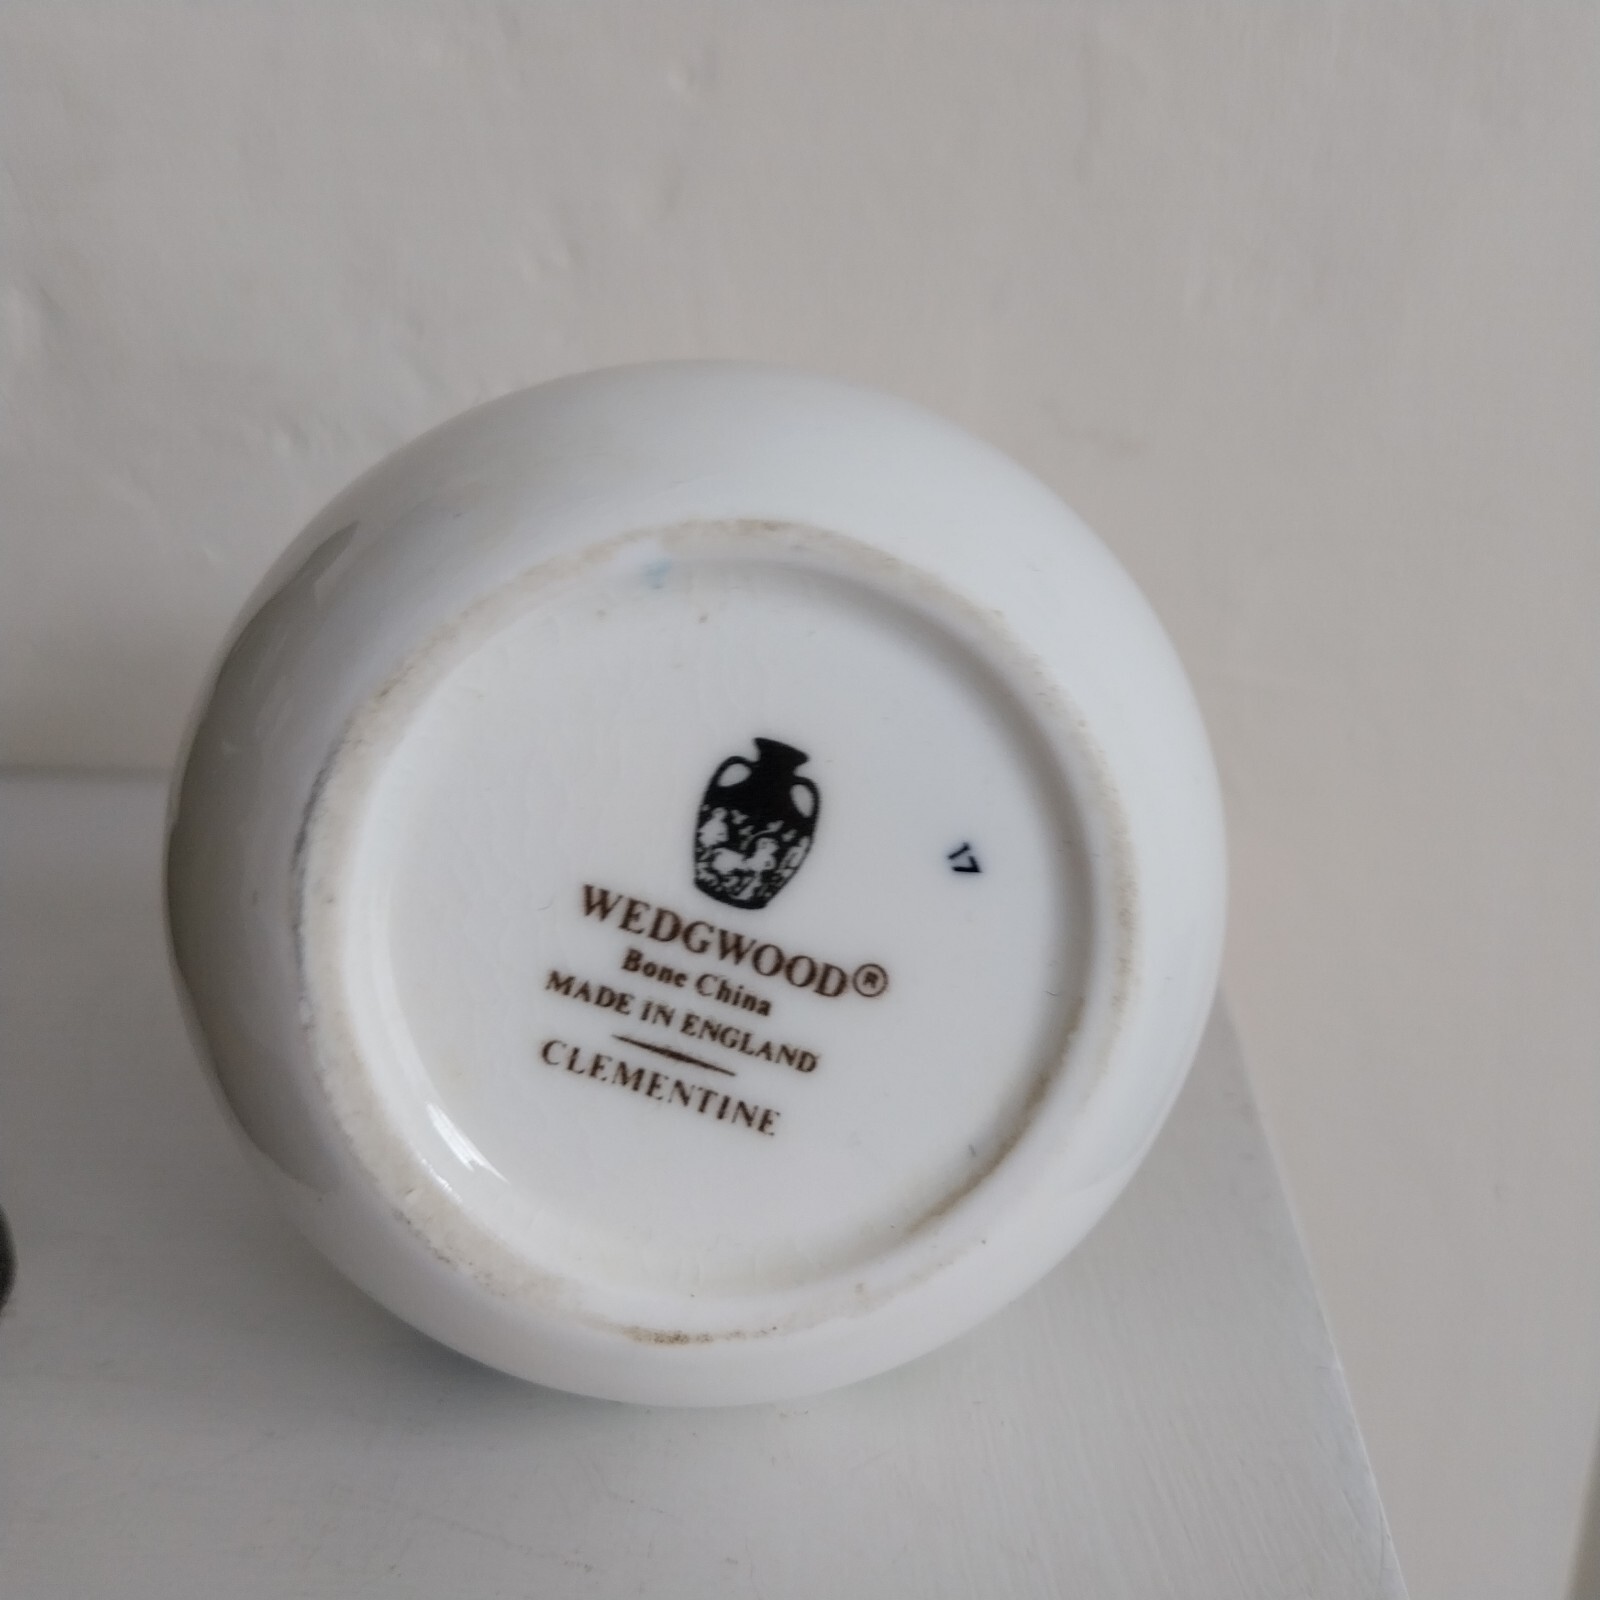 WEDGWOOD®
Bone China
MADE IN ENGLAND
CLEMENTINE
17